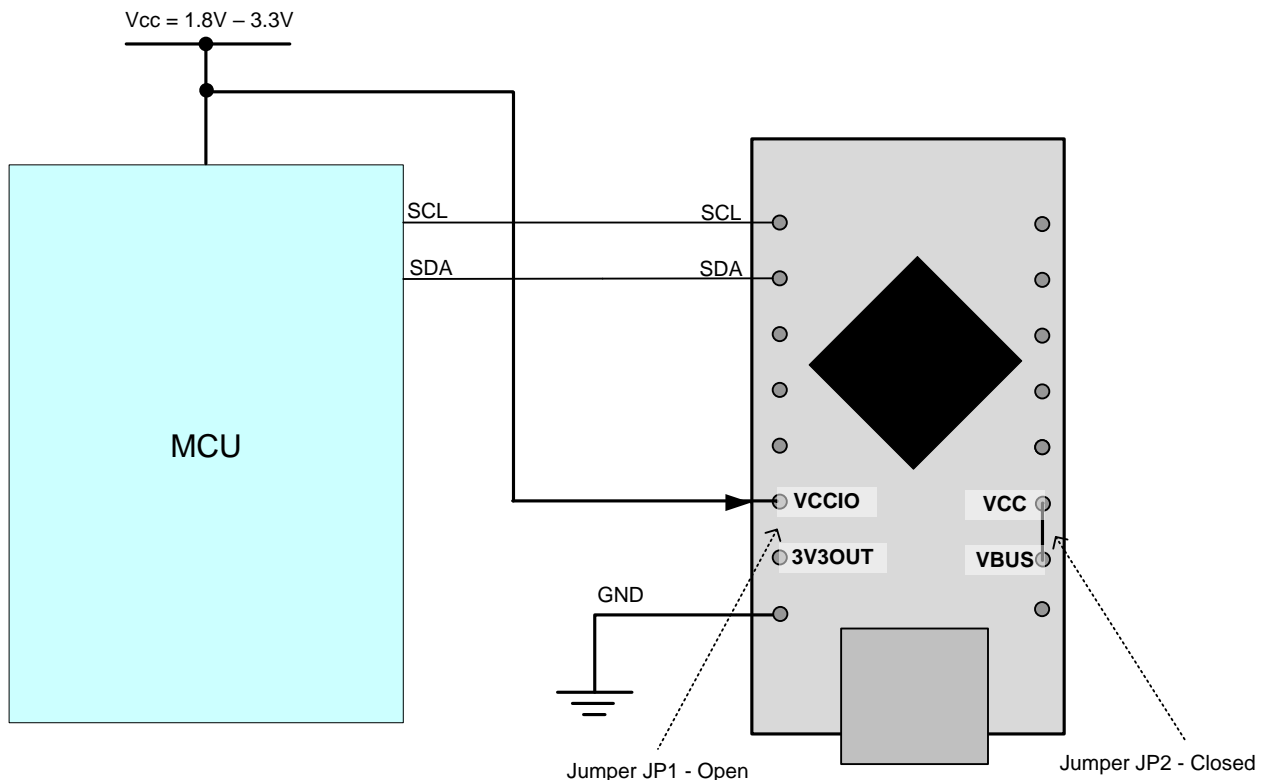 Vcc = 1.8V – 3.3V
SCL
SCL
SDA
SDA
MCU
VCCIO
VCC
3V3OUT
VBUS
GND
Jumper JP1 - Open
Jumper JP2 - Closed